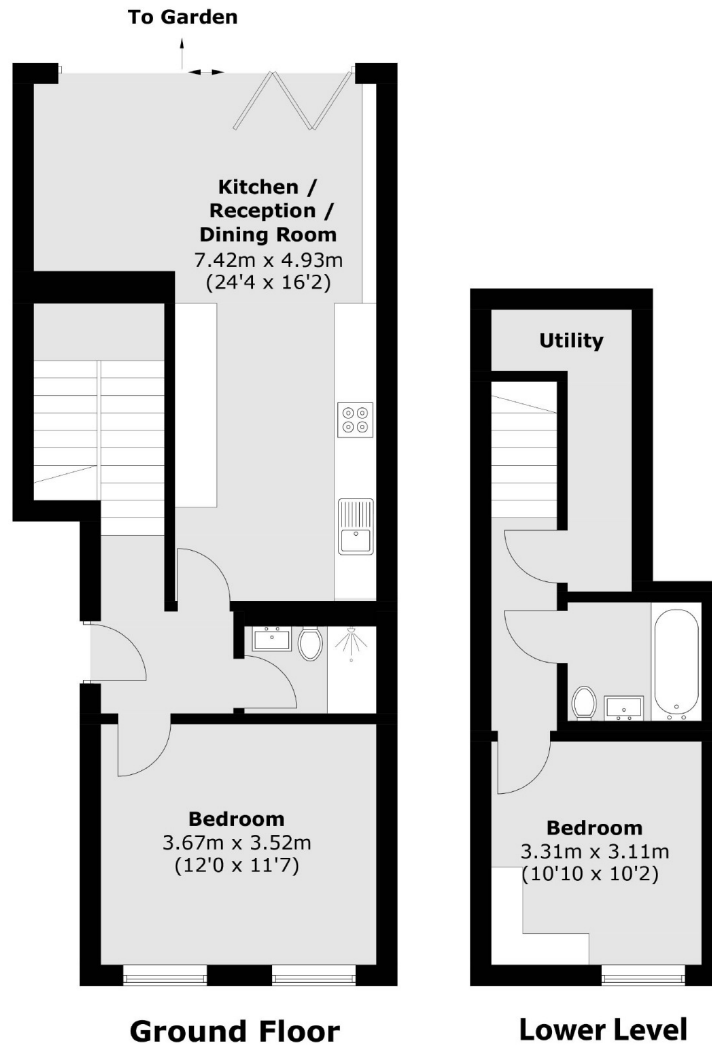 To Garden
Kitchen /
Reception /
Dining Room
7.42m x 4.93m
(24'4 x 16'2)
Bedroom
3.67m x 3.52m
(12'0 x 11'7)
Ground Floor
Utility
Bedroom
3.31m x 3.11m
(10'10 x 10'2)
Lower Level